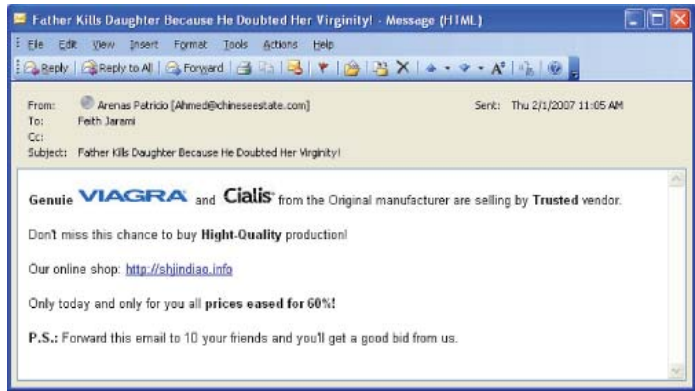 Father Kills Daughter Because He Doubted Her Virginity! - Message (HTML)
File Edit View Insert Format Tools Actions Help
Reply Reply to All Forward
From: Arenas Patricio [Ahmed@chineseestate.com] Sent: Thu 2/1/2007 11:05 AM
To: Feith Jarami
Cc:
Subject: Father Kills Daughter Because He Doubted Her Virginity!
Genuie VIAGRA and Cialis from the Original manufacturer are selling by Trusted vendor.
Don't miss this chance to buy Hight-Quality production!
Our online shop: http://shjindiao.info
Only today and only for you all prices eased for 60%!
P.S.: Forward this email to 10 your friends and you'll get a good bid from us.